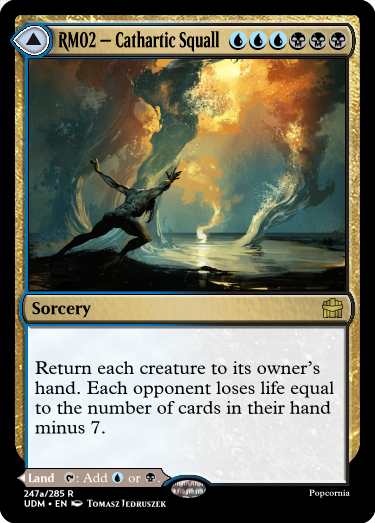 RM02 – Cathartic Squall
Sorcery
Return each creature to its owner's
hand. Each opponent loses life equal
to the number of cards in their hand
minus 7.
Land : Add or .
247a/285 R
Popcornia
UDM • EN Tomasz Jedruszek